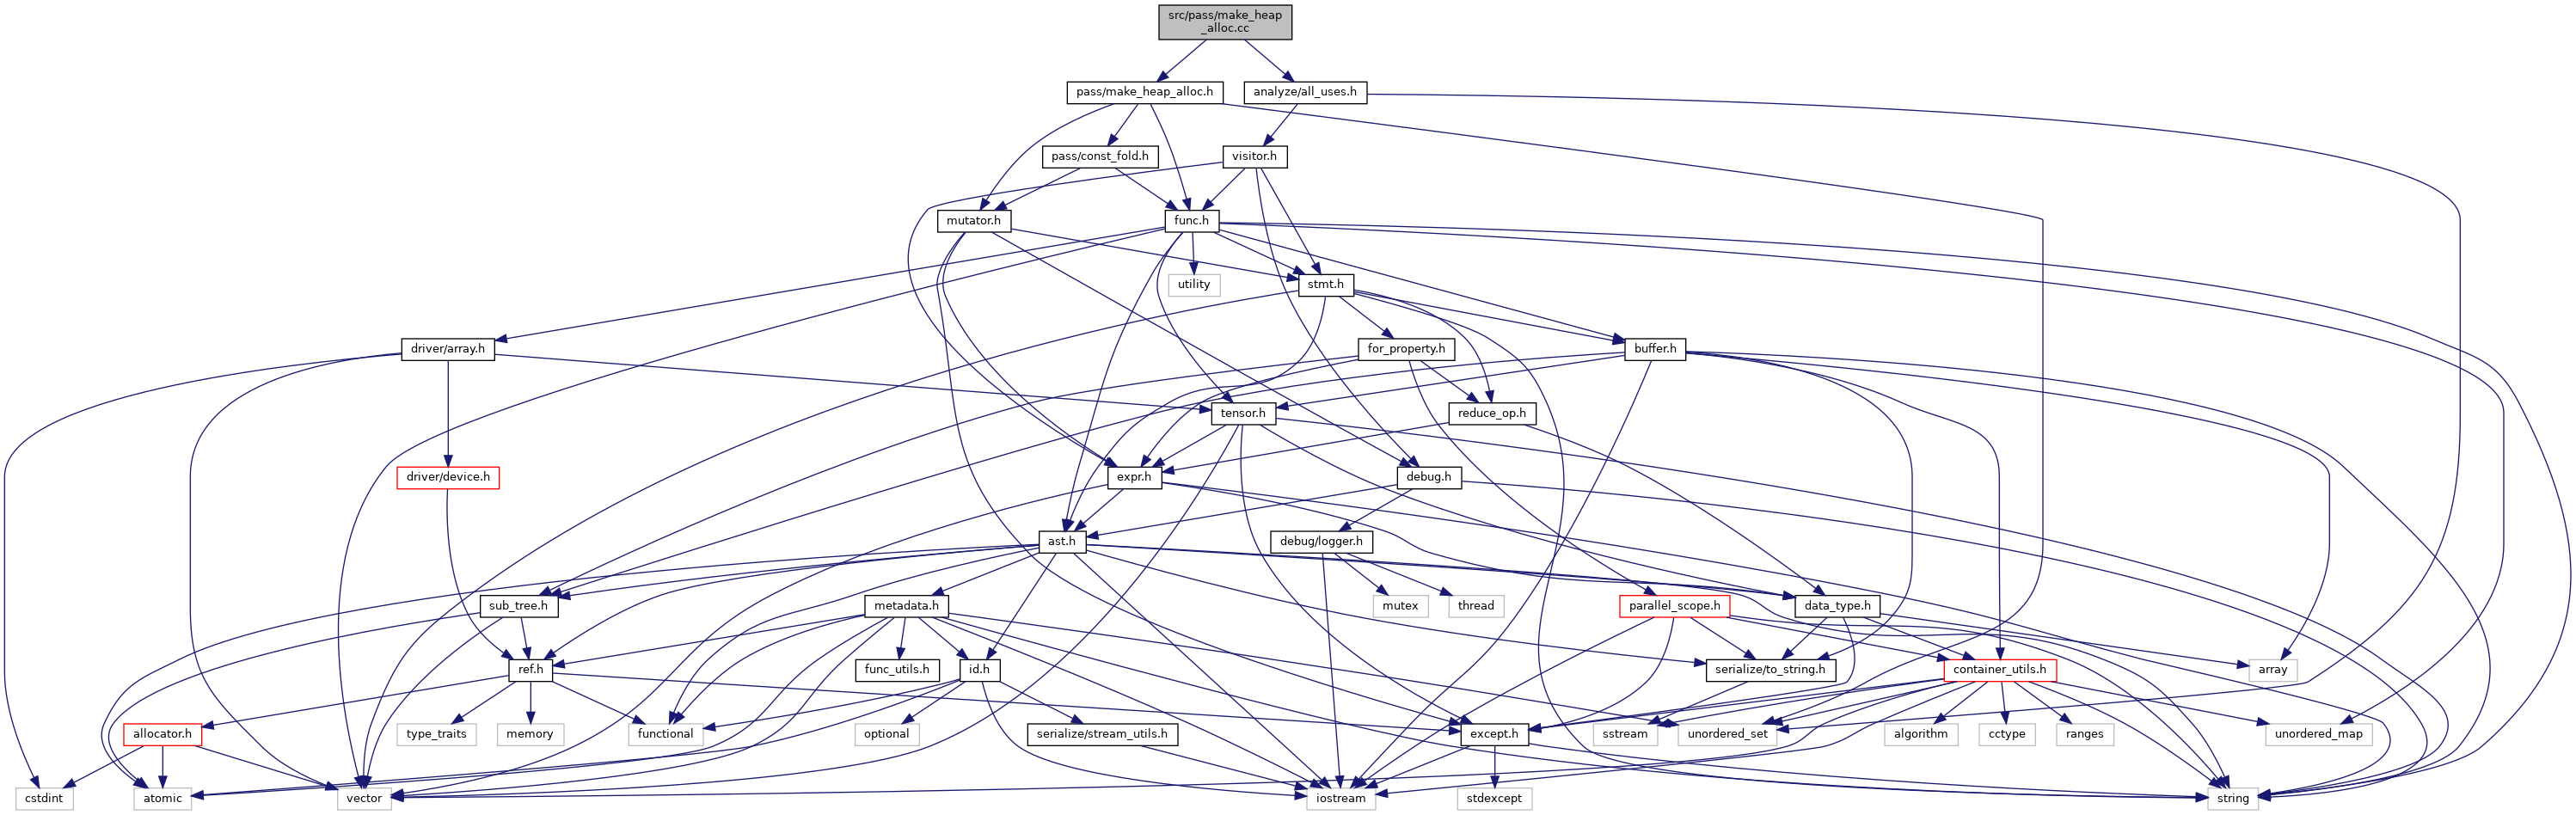 src/pass/make_heap
_alloc.cc
pass/make_heap_alloc.h
analyze/all_uses.h
pass/const_fold.h
visitor.h
mutator.h
func.h
utility
stmt.h
driver/array.h
for_property.h
buffer.h
tensor.h
reduce_op.h
driver/device.h
expr.h
debug.h
ast.h
debug/logger.h
sub_tree.h
metadata.h
mutex
thread
parallel_scope.h
data_type.h
ref.h
func_utils.h
id.h
serialize/to_string.h
container_utils.h
array
allocator.h
type_traits
memory
functional
optional
serialize/stream_utils.h
except.h
sstream
unordered_set
algorithm
cctype
ranges
unordered_map
cstdint
atomic
vector
iostream
stdexcept
string